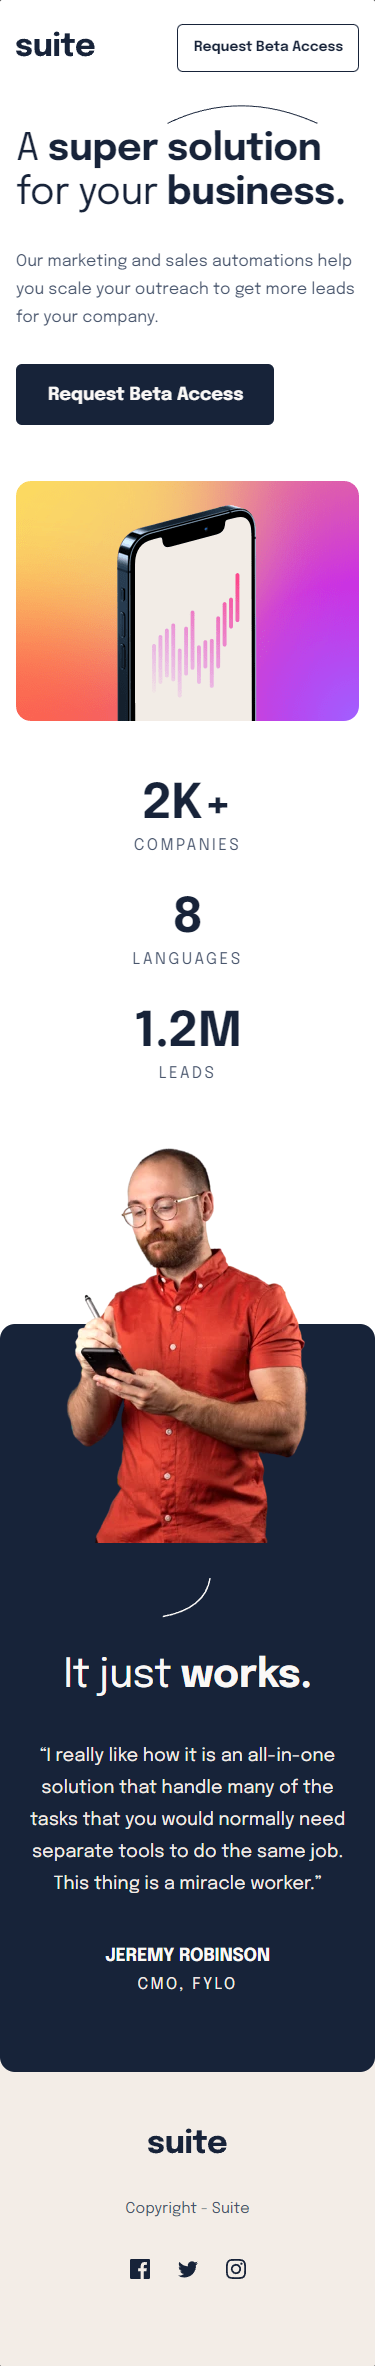 suite
Request Beta Access
A super solution
for your business.
Our marketing and sales automations help
you scale your outreach to get more leads
for your company.
Request Beta Access
2K+
COMPANIES
8
LANGUAGES
1.2M
LEADS
It just works.
“I really like how it is an all-in-one
solution that handle many of the
tasks that you would normally need
separate tools to do the same job.
This thing is a miracle worker.”
JEREMY ROBINSON
CMO, FYLO
suite
Copyright - Suite